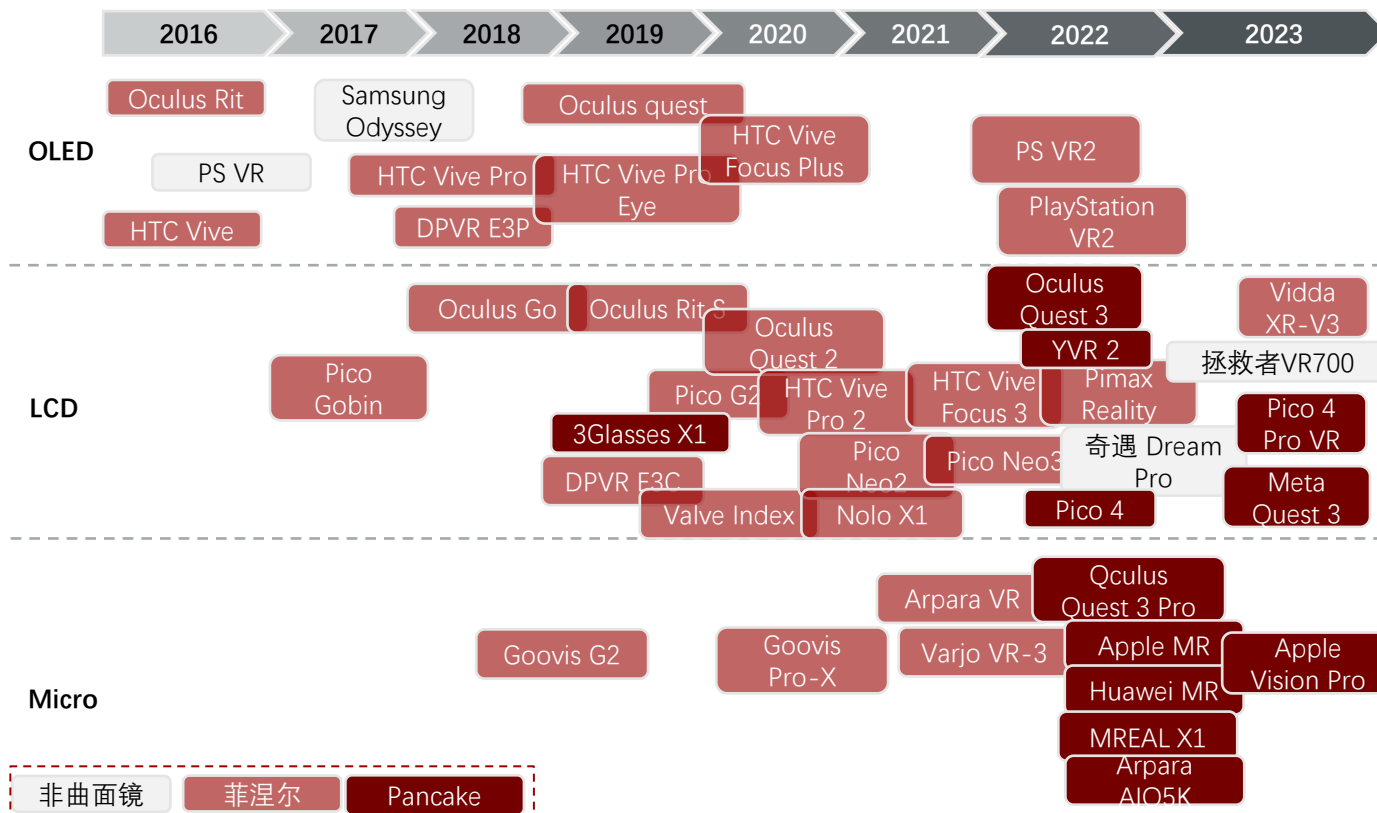 2016 2017 2018 2019 2020 2021 2022 2023
OLED
Oculus Rit
Samsung
Odyssey
Oculus quest
HTC Vive
Focus Plus
PS VR2
PS VR
HTC Vive Pro
HTC Vive Pro
Eye
HTC Vive
DPVR E3P
PlayStation
VR2
LCD
Oculus Go
Oculus Rit S
Oculus
Quest 2
Oculus
Quest 3
Vidda
XR-V3
YVR 2
拯救者VR700
Pico
Gobin
Pico G2
HTC Vive
Pro 2
HTC Vive
Focus 3
Pimax
Reality
Pico 4
Pro VR
3Glasses X1
Pico
Neo2
Pico Neo3
奇遇 Dream
Pro
DPVR E3C
Valve Index
Nolo X1
Pico 4
Meta
Quest 3
Micro
Arpara VR
Qculus
Quest 3 Pro
Goovis G2
Goovis
Pro-X
Varjo VR-3
Apple MR
Apple
Vision Pro
Huawei MR
MREAL X1
Arpara
AIO5K
非曲面镜
菲涅尔
Pancake